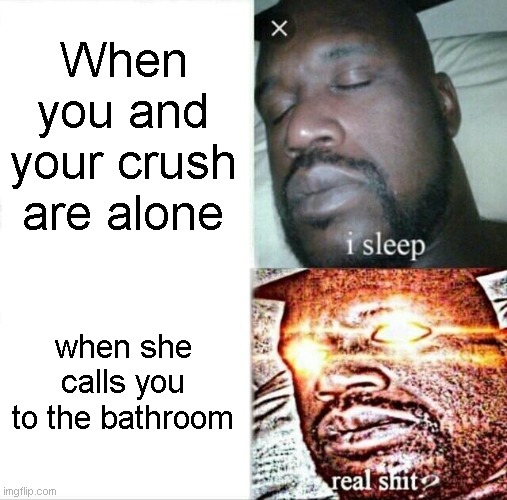 When
you and
your crush
are alone
i sleep
when she
calls you
to the bathroom
real shit?
imgflip.com